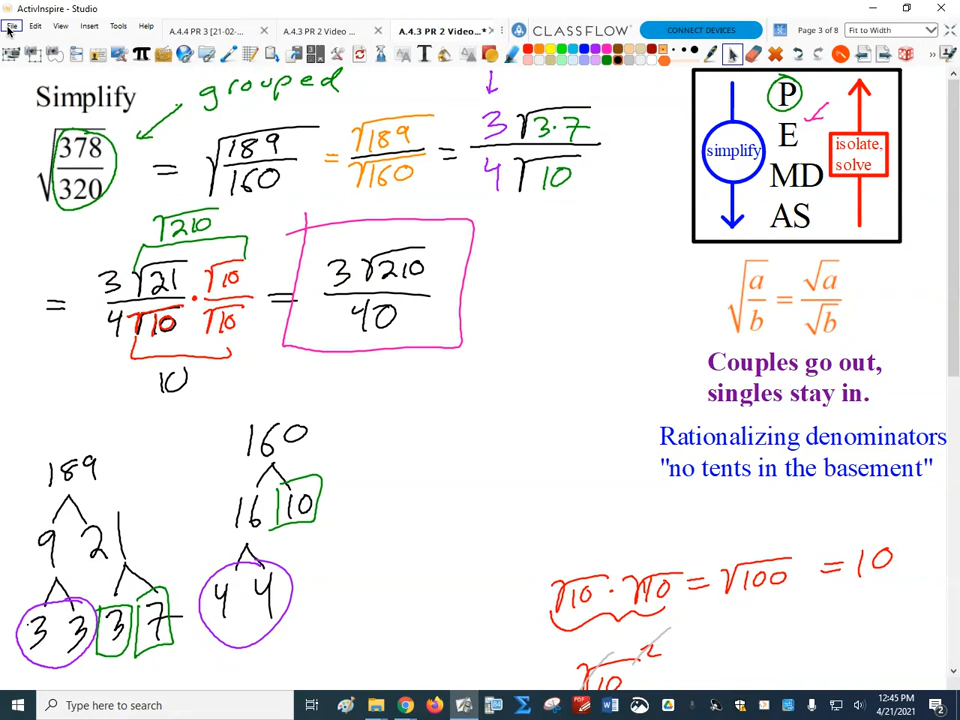 ActivInspire - Studio
File Edit View Insert Tools Help
A.4.4 PR 3 [21-02-... A.4.3 PR 2 Video... A.4.3 PR 2 Video...*
CLASSFLOW
CONNECT DEVICES
Page 3 of 8
Fit to Width
Simplify
grouped
√378/320 = √189/160 = √189/√160 = 3√3·7/4√10
√210
= 3√21/4√10 · √10/√10 = 3√210/40
10
189
9 21
3 3 3 7
160
16 10
4 4
simplify
P
E
MD
AS
isolate,
solve
√a/b = √a/√b
Couples go out,
singles stay in.
Rationalizing denominators
"no tents in the basement"
√10 · √10 = √100 = 10
√10²
Type here to search
12:45 PM
4/21/2021
2